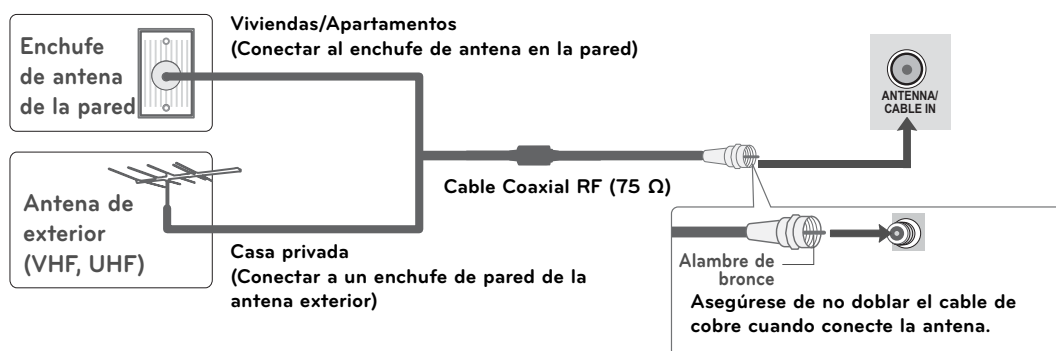 Viviendas/Apartamentos
(Conectar al enchufe de antena en la pared)
Enchufe
de antena
de la pared
ANTENNA/
CABLE IN
Cable Coaxial RF (75 Ω)
Antena de
exterior
(VHF, UHF)
Casa privada
(Conectar a un enchufe de pared de la
antena exterior)
Alambre de
bronce
Asegúrese de no doblar el cable de
cobre cuando conecte la antena.